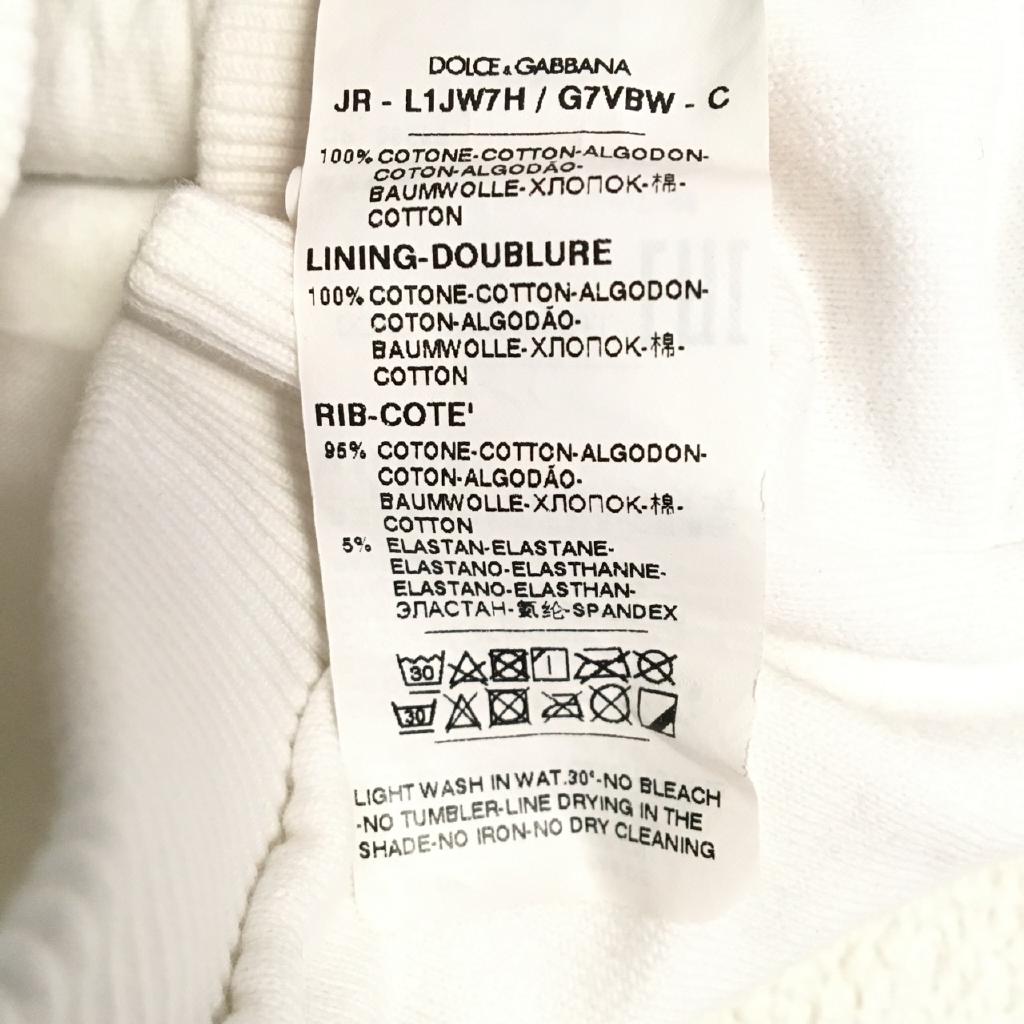 DOLCE & GABBANA
JR - L1JW7H / G7VBW - C
100% COTONE-COTTON-ALGODON-
COTON-ALGODÃO-
BAUMWOLLE-ХЛОПОК-棉-
COTTON
LINING-DOUBLURE
100% COTONE-COTTON-ALGODON-
COTON-ALGODÃO-
BAUMWOLLE-ХЛОПОК-棉-
COTTON
RIB-COTE'
95% COTONE-COTTON-ALGODON-
COTON-ALGODÃO-
BAUMWOLLE-ХЛОПОК-棉-
COTTON
5% ELASTAN-ELASTANE-
ELASTANO-ELASTHANNE-
ELASTANO-ELASTHAN-
ЭЛАСТАН-氨纶-SPANDEX
30
30
LIGHT WASH IN WAT.30°-NO BLEACH
-NO TUMBLER-LINE DRYING IN THE
SHADE-NO IRON-NO DRY CLEANING